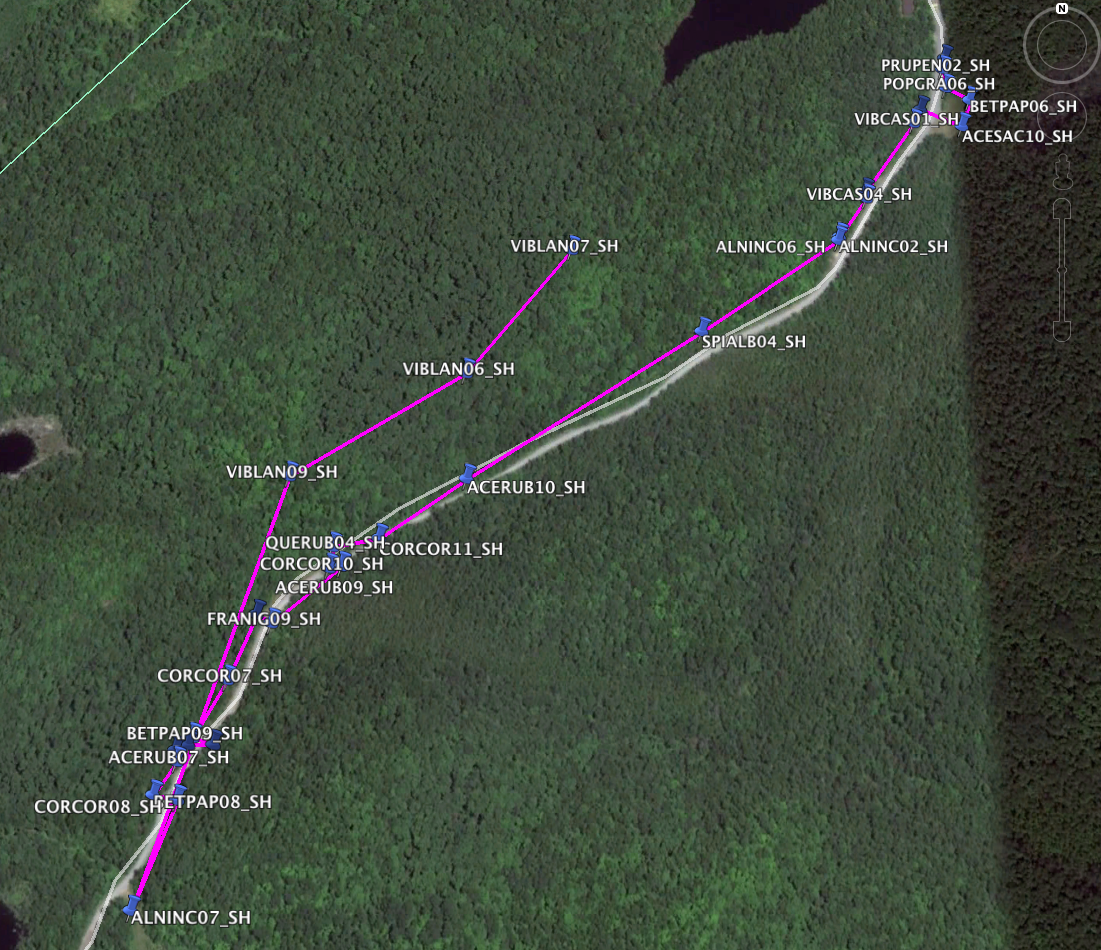 N
PRUPEN02_SH
POPGRA06_SH
BETPAP06_SH
VIBCAS01_SH
ACESAC10_SH
VIBCAS04_SH
VIBLAN07_SH
ALNINC06_SH
ALNINC02_SH
SPIALB04_SH
VIBLAN06_SH
VIBLAN09_SH
ACERUB10_SH
QUERUB04_SH
CORCOR11_SH
CORCOR10_SH
ACERUB09_SH
FRANIG09_SH
CORCOR07_SH
BETPAP09_SH
ACERUB07_SH
CORCOR08_SH
BETPAP08_SH
ALNINC07_SH